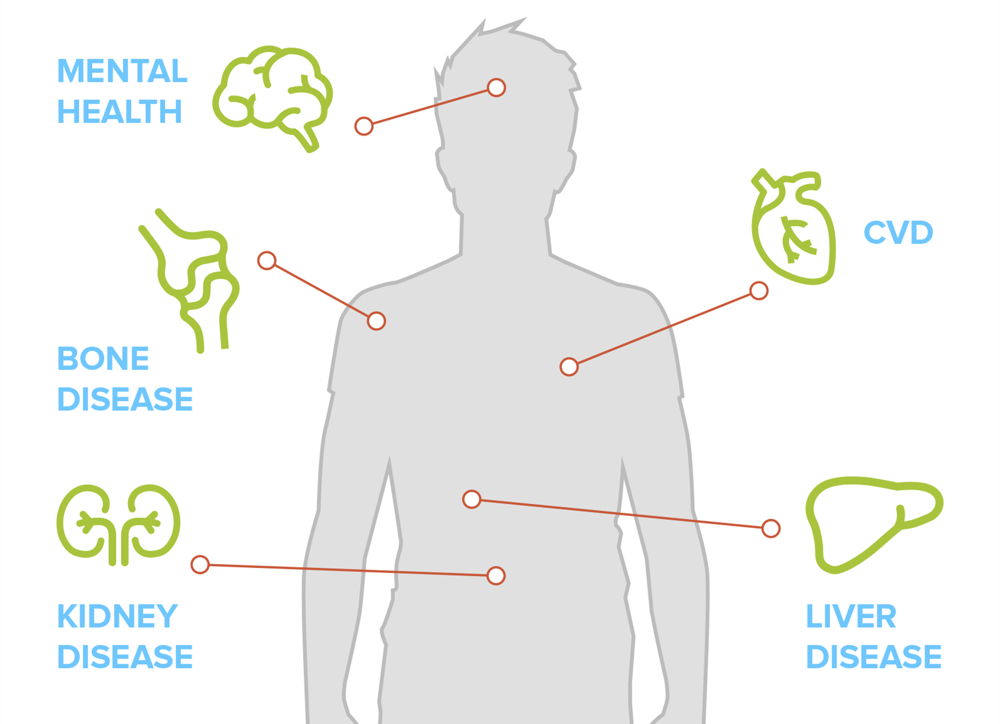 MENTAL
HEALTH
CVD
BONE
DISEASE
KIDNEY
DISEASE
LIVER
DISEASE